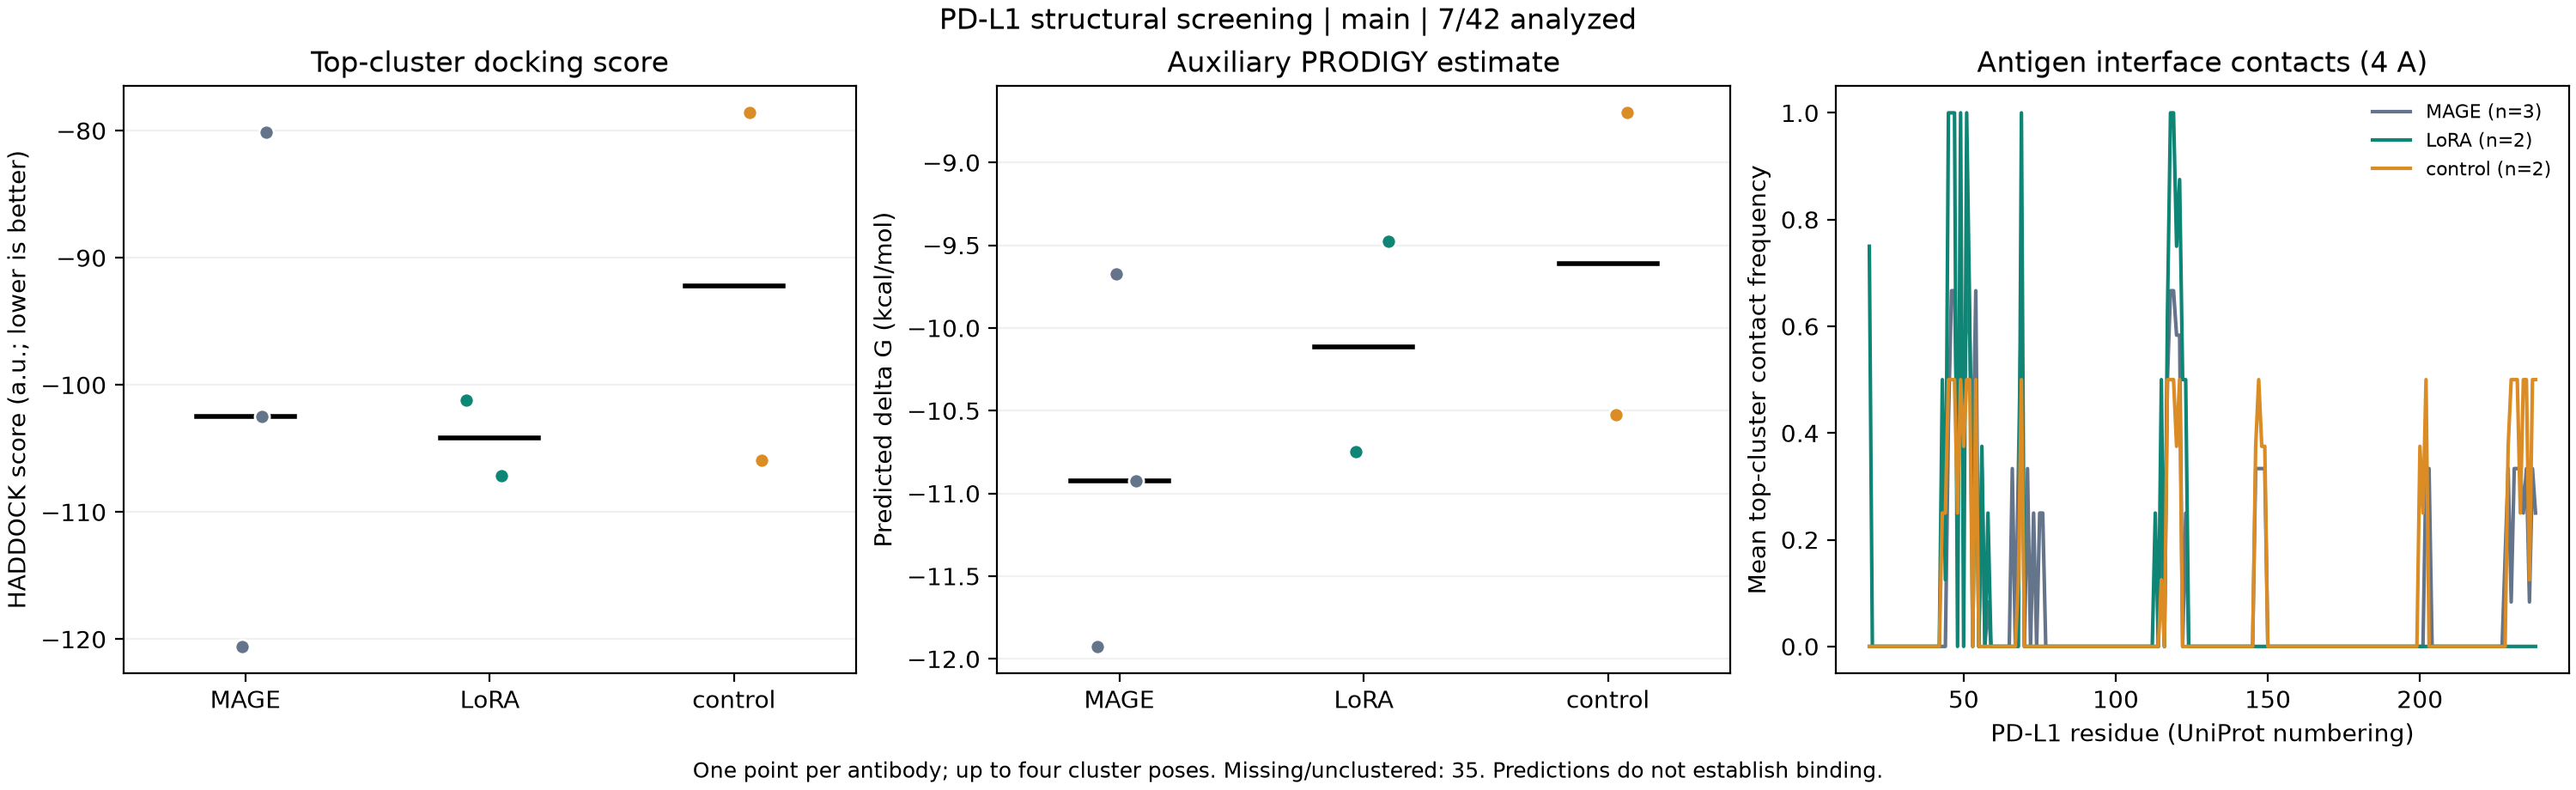 PD-L1 structural screening | main | 7/42 analyzed
Top-cluster docking score
HADDOCK score (a.u.; lower is better)
−80
−90
−100
−110
−120
MAGE
LoRA
control
Auxiliary PRODIGY estimate
Predicted delta G (kcal/mol)
−9.0
−9.5
−10.0
−10.5
−11.0
−11.5
−12.0
MAGE
LoRA
control
Antigen interface contacts (4 A)
Mean top-cluster contact frequency
1.0
0.8
0.6
0.4
0.2
0.0
MAGE (n=3)
LoRA (n=2)
control (n=2)
50
100
150
200
PD-L1 residue (UniProt numbering)
One point per antibody; up to four cluster poses. Missing/unclustered: 35. Predictions do not establish binding.